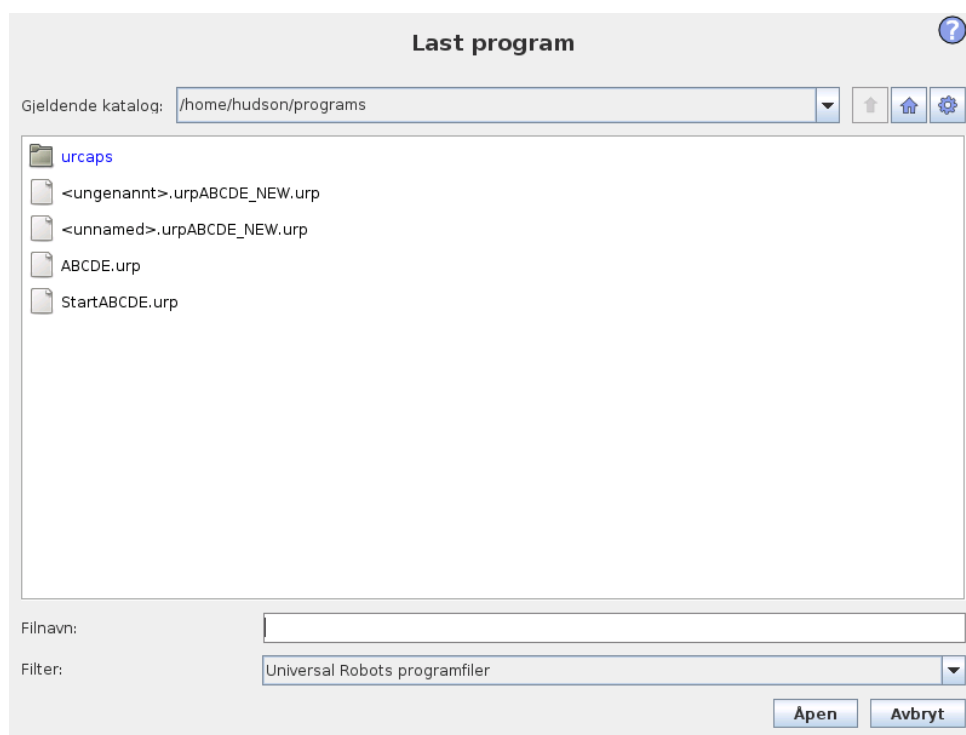 Last program
?
Gjeldende katalog: /home/hudson/programs
urcaps
<ungenannt>.urpABCDE_NEW.urp
<unnamed>.urpABCDE_NEW.urp
ABCDE.urp
StartABCDE.urp
Filnavn:
Filter: Universal Robots programfiler
Åpen Avbryt